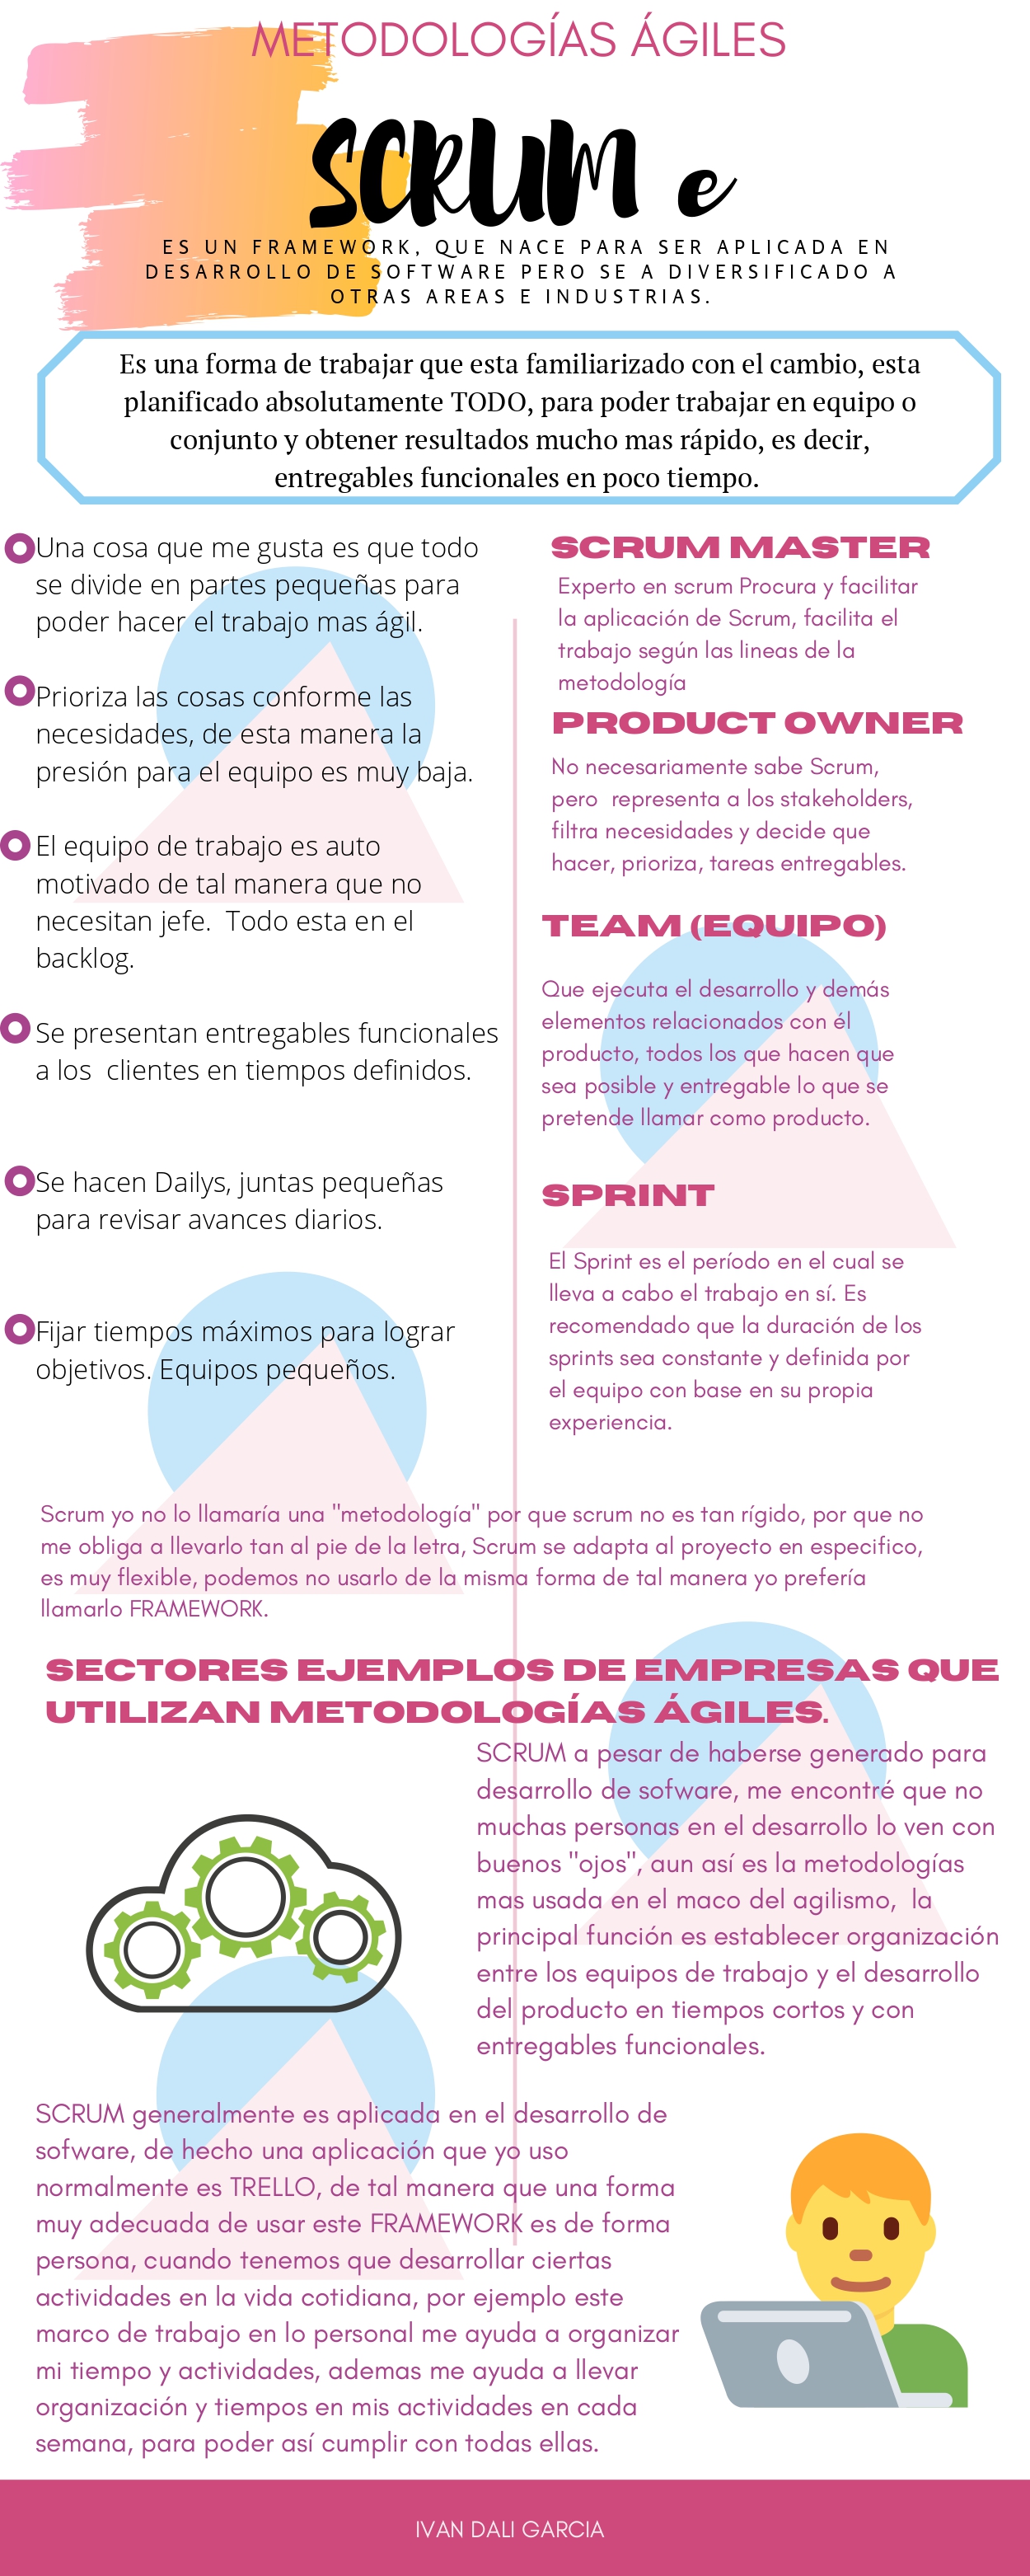 METODOLOGÍAS ÁGILES
SCRUM e
ES UN FRAMEWORK, QUE NACE PARA SER APLICADA EN
DESARROLLO DE SOFTWARE PERO SE A DIVERSIFICADO A
OTRAS AREAS E INDUSTRIAS.
Es una forma de trabajar que esta familiarizado con el cambio, esta
planificado absolutamente TODO, para poder trabajar en equipo o
conjunto y obtener resultados mucho mas rápido, es decir,
entregables funcionales en poco tiempo.
Una cosa que me gusta es que todo
se divide en partes pequeñas para
poder hacer el trabajo mas ágil.
Prioriza las cosas conforme las
necesidades, de esta manera la
presión para el equipo es muy baja.
El equipo de trabajo es auto
motivado de tal manera que no
necesitan jefe.  Todo esta en el
backlog.
Se presentan entregables funcionales
a los  clientes en tiempos definidos.
Se hacen Dailys, juntas pequeñas
para revisar avances diarios.
Fijar tiempos máximos para lograr
objetivos. Equipos pequeños.
SCRUM MASTER
Experto en scrum Procura y facilitar
la aplicación de Scrum, facilita el
trabajo según las lineas de la
metodología
PRODUCT OWNER
No necesariamente sabe Scrum,
pero  representa a los stakeholders,
filtra necesidades y decide que
hacer, prioriza, tareas entregables.
TEAM (EQUIPO)
Que ejecuta el desarrollo y demás
elementos relacionados con él
producto, todos los que hacen que
sea posible y entregable lo que se
pretende llamar como producto.
SPRINT
El Sprint es el período en el cual se
lleva a cabo el trabajo en sí. Es
recomendado que la duración de los
sprints sea constante y definida por
el equipo con base en su propia
experiencia.
Scrum yo no lo llamaría una "metodología" por que scrum no es tan rígido, por que no
me obliga a llevarlo tan al pie de la letra, Scrum se adapta al proyecto en especifico,
es muy flexible, podemos no usarlo de la misma forma de tal manera yo prefería
llamarlo FRAMEWORK.
SECTORES EJEMPLOS DE EMPRESAS QUE
UTILIZAN METODOLOGÍAS ÁGILES.
SCRUM a pesar de haberse generado para
desarrollo de sofware, me encontré que no
muchas personas en el desarrollo lo ven con
buenos "ojos", aun así es la metodologías
mas usada en el maco del agilismo,  la
principal función es establecer organización
entre los equipos de trabajo y el desarrollo
del producto en tiempos cortos y con
entregables funcionales.
SCRUM generalmente es aplicada en el desarrollo de
sofware, de hecho una aplicación que yo uso
normalmente es TRELLO, de tal manera que una forma
muy adecuada de usar este FRAMEWORK es de forma
persona, cuando tenemos que desarrollar ciertas
actividades en la vida cotidiana, por ejemplo este
marco de trabajo en lo personal me ayuda a organizar
mi tiempo y actividades, ademas me ayuda a llevar
organización y tiempos en mis actividades en cada
semana, para poder así cumplir con todas ellas.
IVAN DALI GARCIA